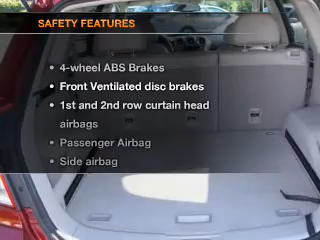 SAFETY FEATURES
• 4-wheel ABS Brakes
• Front Ventilated disc brakes
• 1st and 2nd row curtain head
airbags
• Passenger Airbag
• Side airbag